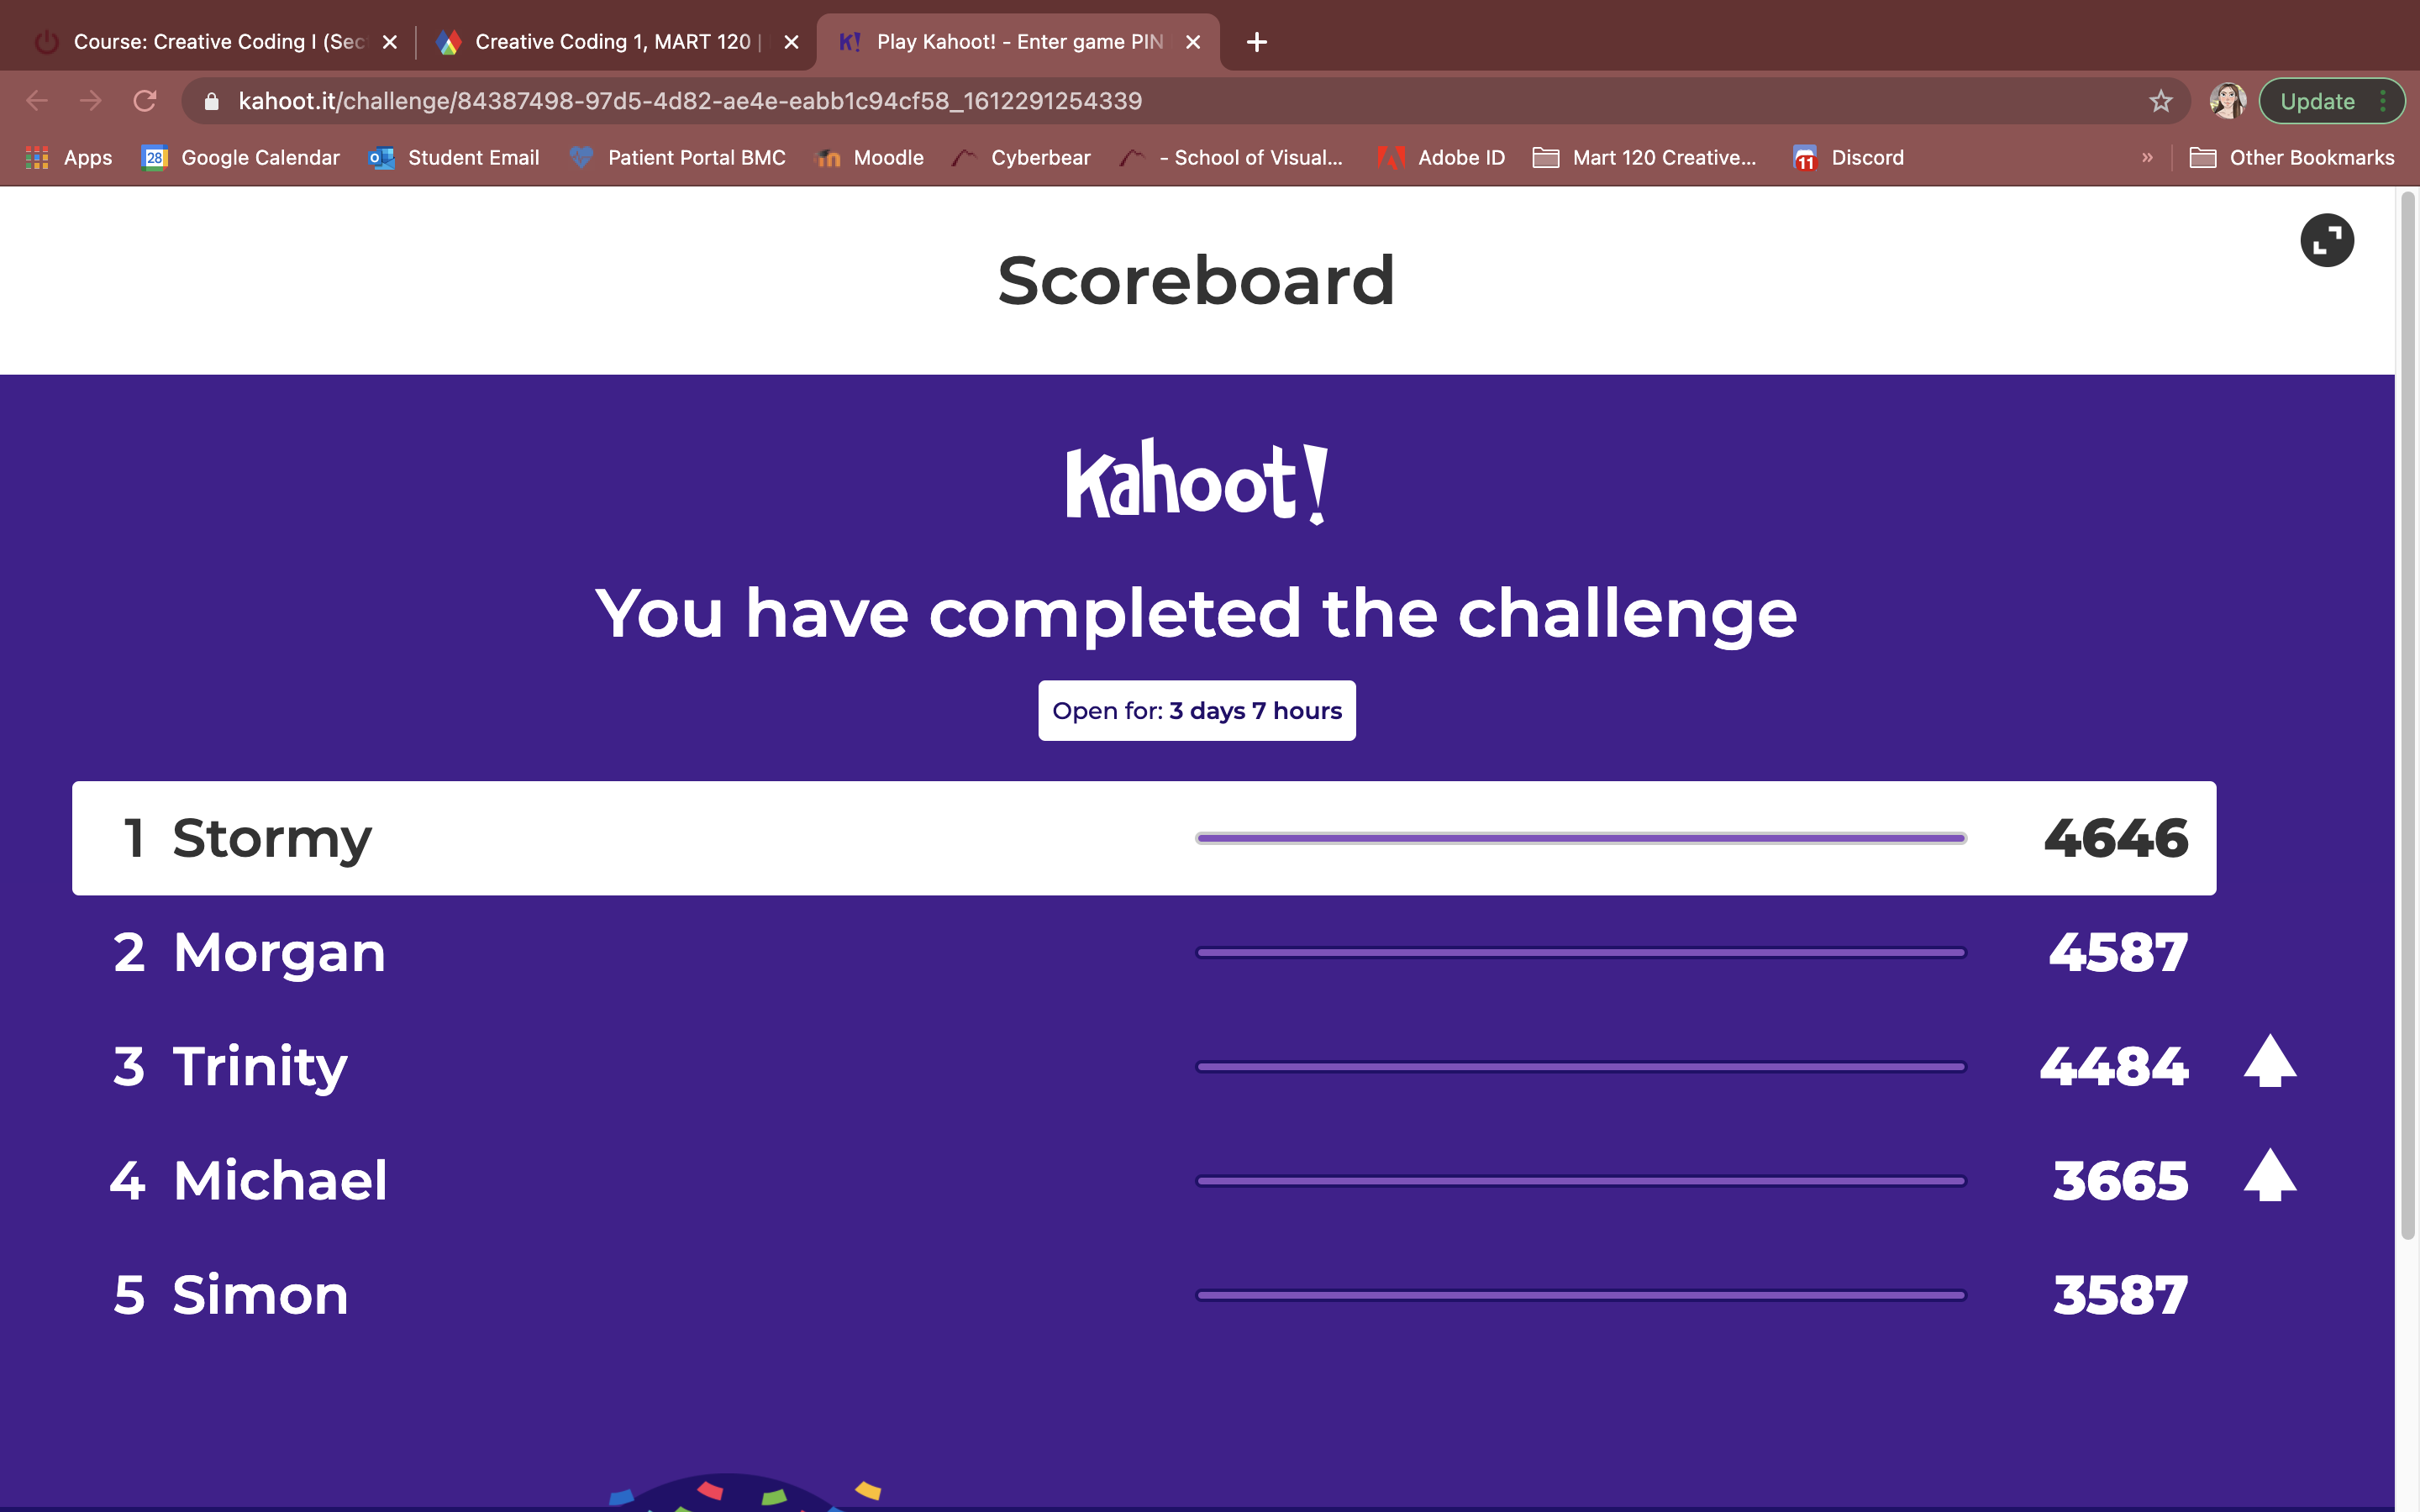 Course: Creative Coding I (Sec
Creative Coding 1, MART 120 |
K! Play Kahoot! - Enter game PIN
kahoot.it/challenge/84387498-97d5-4d82-ae4e-eabb1c94cf58_1612291254339
Update
Apps 28 Google Calendar Student Email Patient Portal BMC Moodle Cyberbear - School of Visual... Adobe ID Mart 120 Creative... 11 Discord » Other Bookmarks
Scoreboard
Kahoot!
You have completed the challenge
Open for: 3 days 7 hours
1 Stormy 4646
2 Morgan 4587
3 Trinity 4484
4 Michael 3665
5 Simon 3587